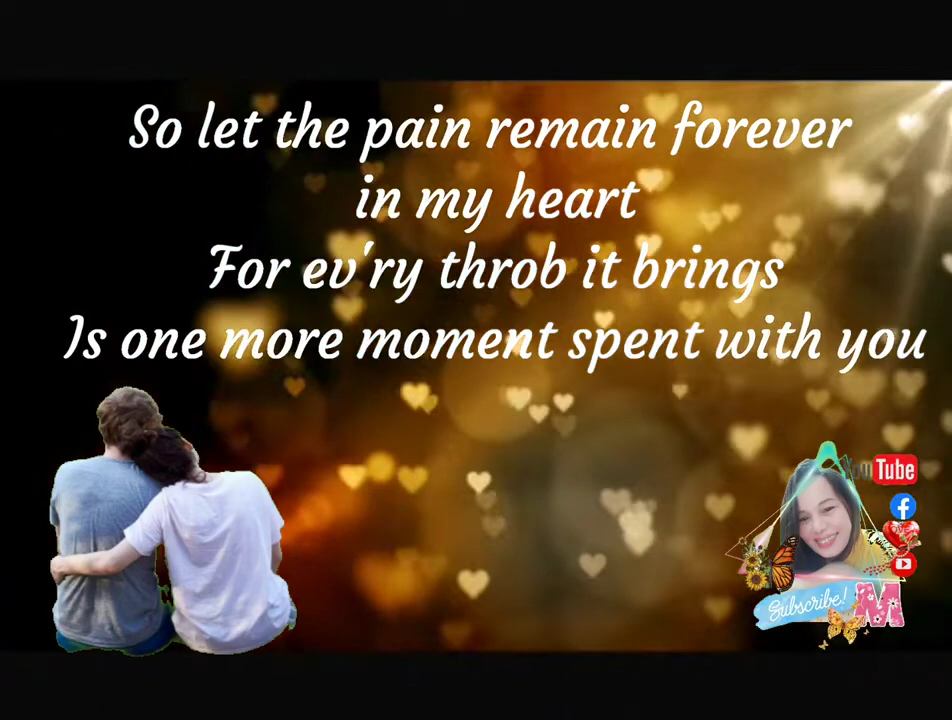 So let the pain remain forever
in my heart
For ev'ry throb it brings
Is one more moment spent with you
YouTube
Subscribe!
M